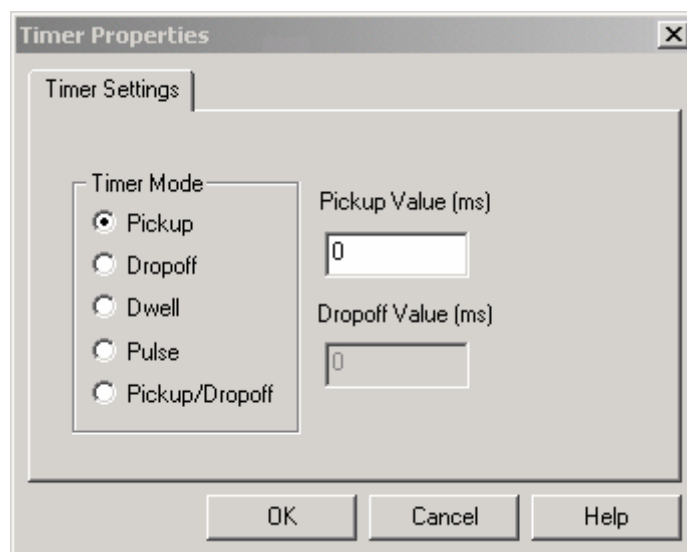 Timer Properties
Timer Settings
Timer Mode
Pickup
Dropoff
Dwell
Pulse
Pickup/Dropoff
Pickup Value (ms)
0
Dropoff Value (ms)
0
OK
Cancel
Help